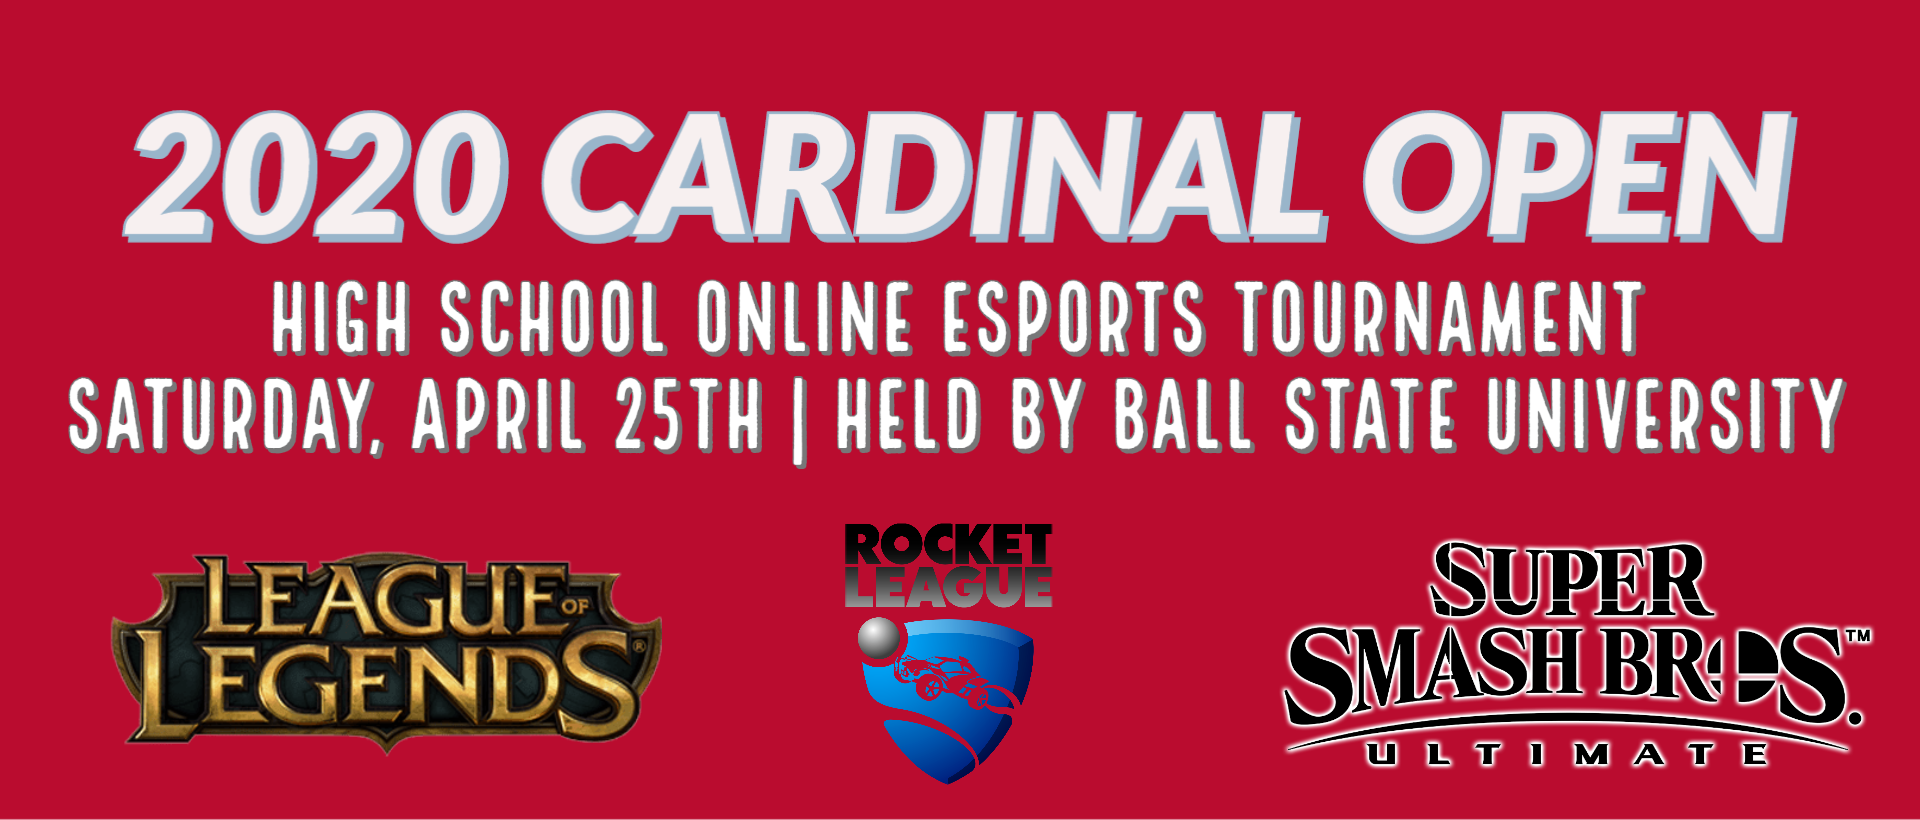 2020 CARDINAL OPEN
HIGH SCHOOL ONLINE ESPORTS TOURNAMENT
SATURDAY, APRIL 25TH | HELD BY BALL STATE UNIVERSITY
LEAGUE OF
LEGENDS®
ROCKET
LEAGUE
SUPER
SMASH BROS.™
ULTIMATE